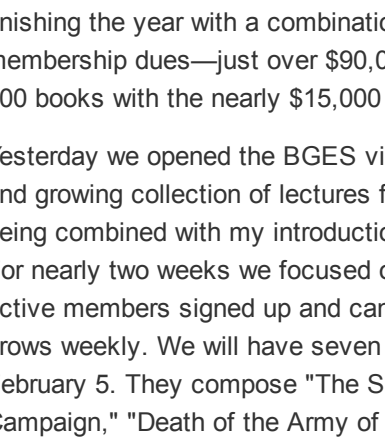 nishing the year with a combinatio
membership dues—just over $90,0
00 books with the nearly $15,000
Yesterday we opened the BGES vi
nd growing collection of lectures f
eing combined with my introductio
or nearly two weeks we focused o
ctive members signed up and can
rows weekly. We will have seven
ebruary 5. They compose "The S
Campaign," "Death of the Army of